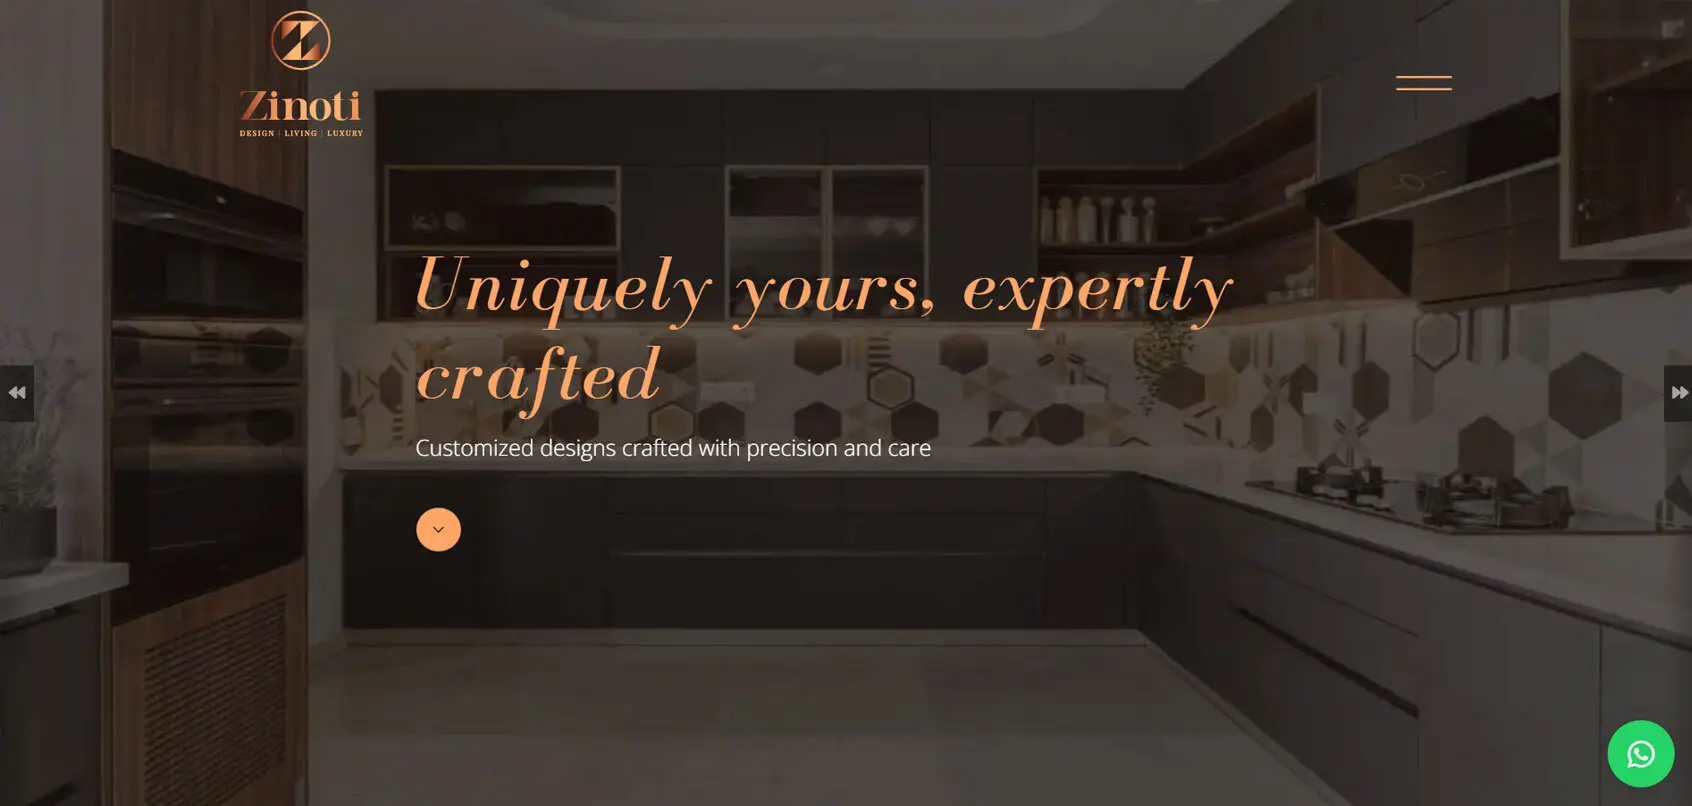 Z
Zinoti
DESIGN | LIVING | LUXURY
Uniquely yours, expertly
crafted
Customized designs crafted with precision and care